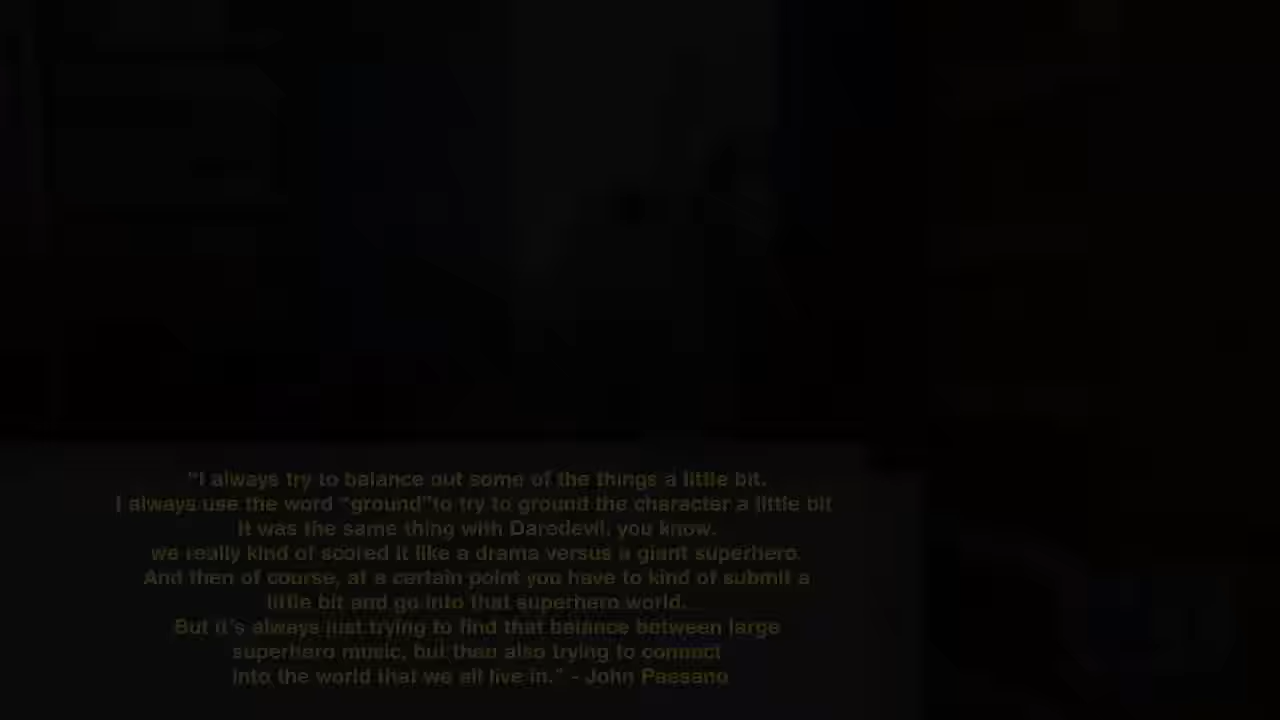 "I always try to balance out some of the things a little bit.
I always use the word "ground"to try to ground the character a little bit
It was the same thing with Daredevil, you know.
we really kind of scored it like a drama versus a giant superhero.
And then of course, at a certain point you have to kind of submit a
little bit and go into that superhero world.
But it's always just trying to find that balance between large
superhero music, but then also trying to connect
into the world that we all live in." - John Paesano